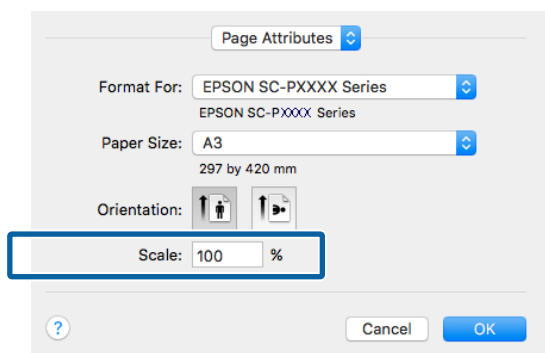 Page Attributes
Format For: EPSON SC-PXXXX Series
EPSON SC-PXXXX Series
Paper Size: A3
297 by 420 mm
Orientation:
Scale: 100 %
? Cancel OK